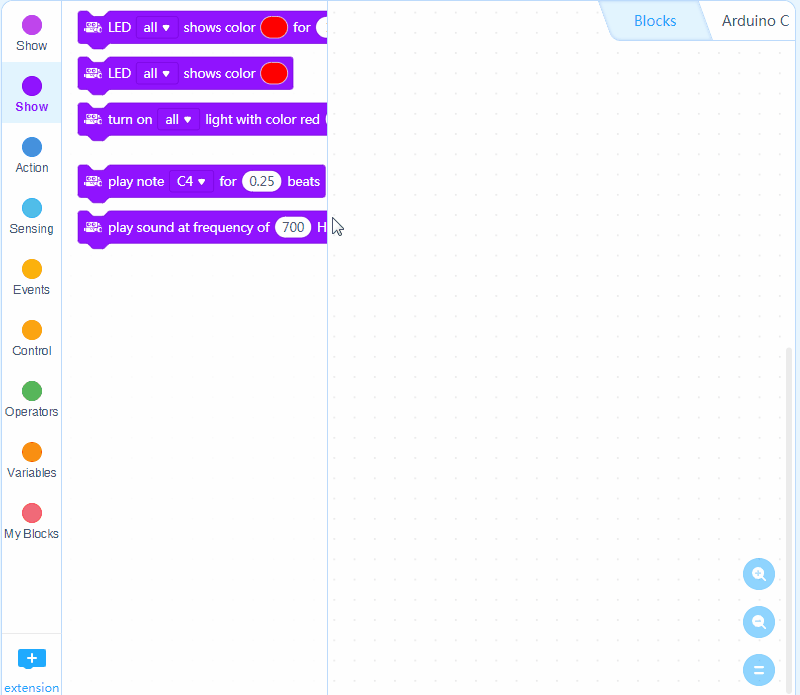 Show
Show
Action
Sensing
Events
Control
Operators
Variables
My Blocks
extension
LED all ▾ shows color for
LED all ▾ shows color
turn on all ▾ light with color red
play note C4 ▾ for 0.25 beats
play sound at frequency of 700 H
Blocks
Arduino C